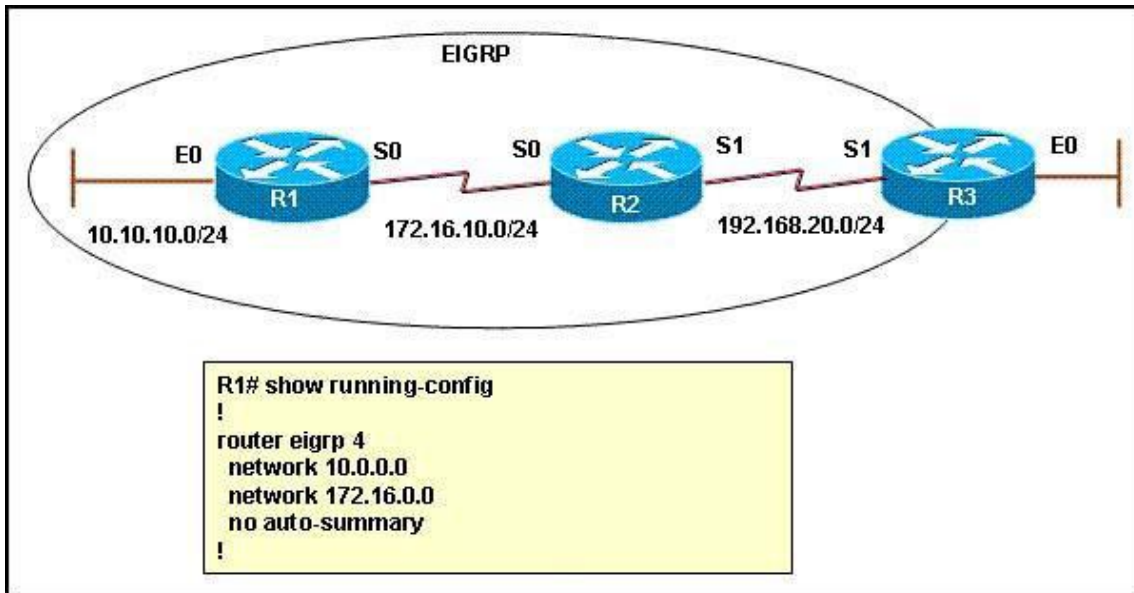 EIGRP
E0
S0
S0
S1
S1
E0
R1
R2
R3
10.10.10.0/24
172.16.10.0/24
192.168.20.0/24
R1# show running-config
!
router eigrp 4
network 10.0.0.0
network 172.16.0.0
no auto-summary
!